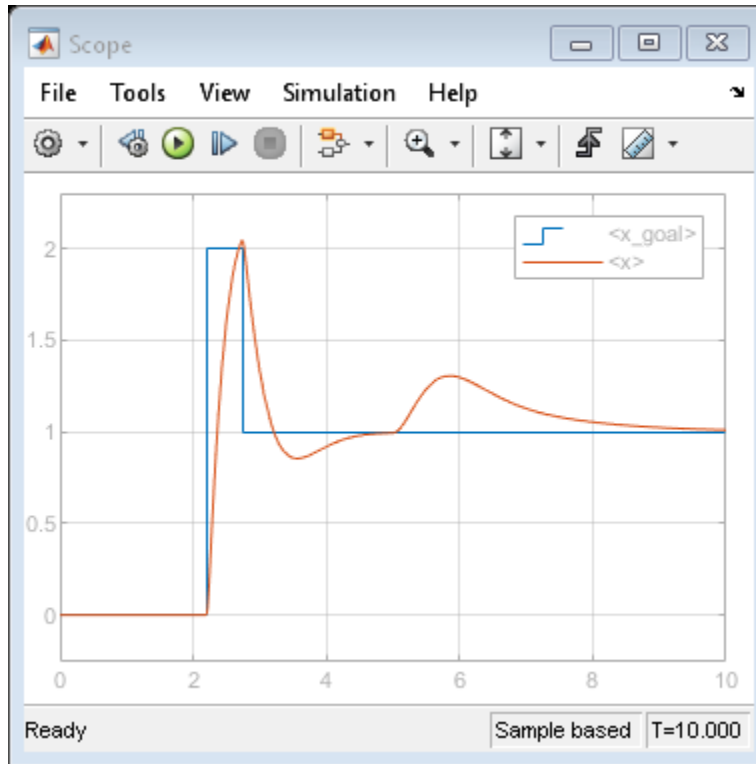 Scope
File Tools View Simulation Help
<x_goal>
<x>
2
1.5
1
0.5
0
0 2 4 6 8 10
Ready Sample based T=10.000